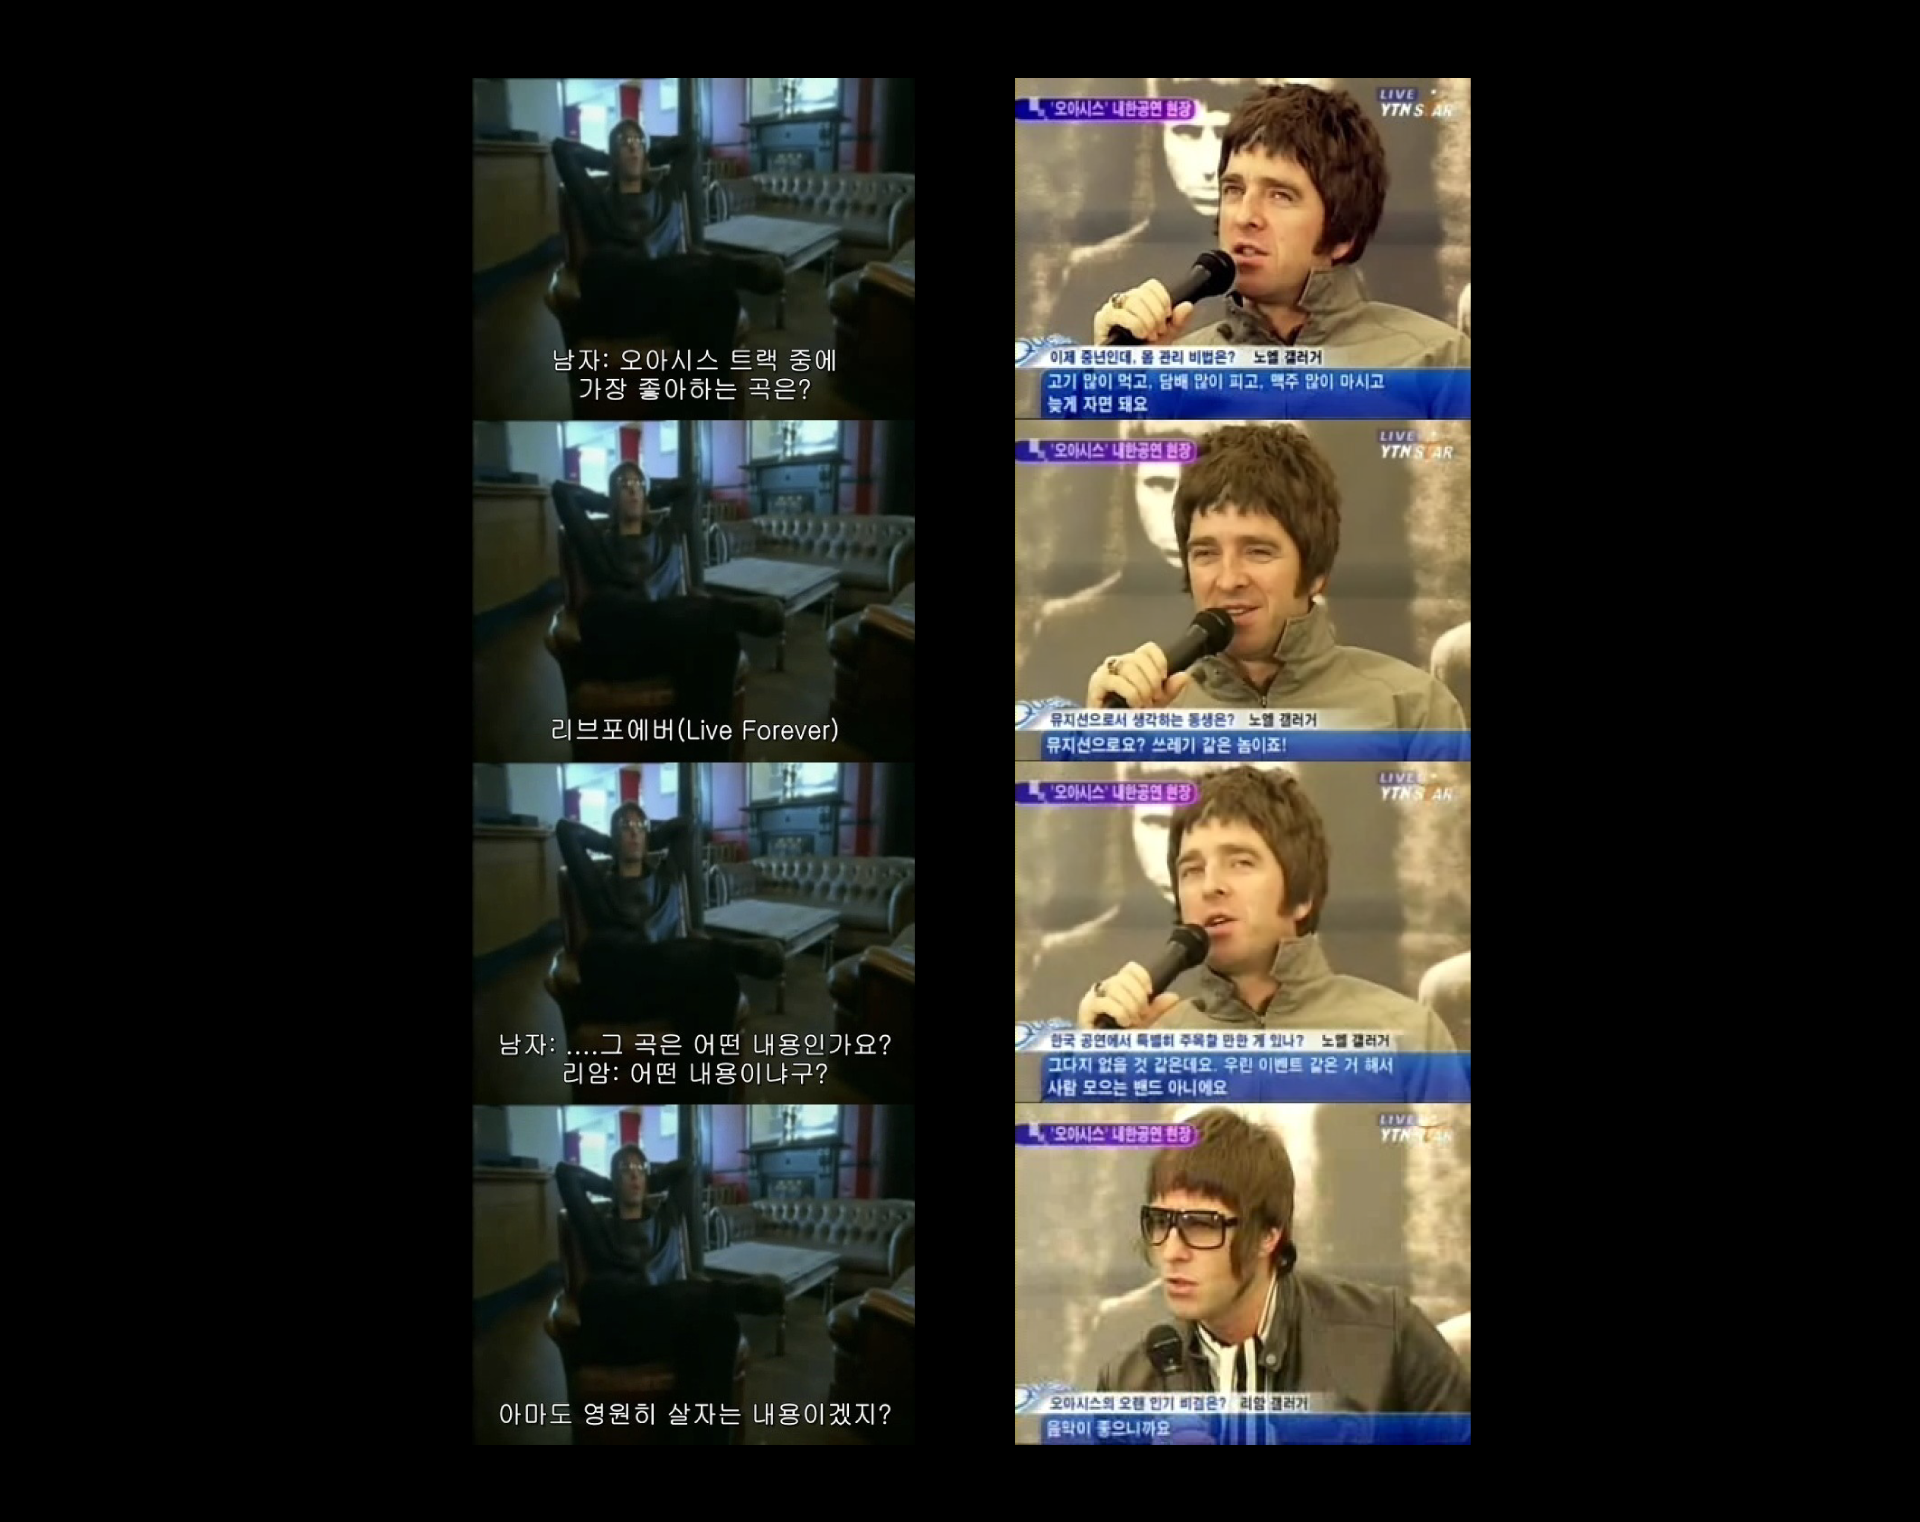 남자: 오아시스 트랙 중에
가장 좋아하는 곡은?
리브포에버(Live Forever)
남자: ....그 곡은 어떤 내용인가요?
리암: 어떤 내용이냐구?
아마도 영원히 살자는 내용이겠지?
'오아시스' 내한공연 현장
LIVE
YTN STAR
이제 중년인데, 몸 관리 비법은? 노엘 갤러거
고기 많이 먹고, 담배 많이 피고, 맥주 많이 마시고
늦게 자면 돼요
'오아시스' 내한공연 현장
LIVE
YTN STAR
뮤지션으로서 생각하는 동생은? 노엘 갤러거
뮤지션으로요? 쓰레기 같은 놈이죠!
'오아시스' 내한공연 현장
LIVE
YTN STAR
한국 공연에서 특별히 주목할 만한 게 있나? 노엘 갤러거
그다지 없을 것 같은데요. 우린 이벤트 같은 거 해서
사람 모으는 밴드 아니에요
'오아시스' 내한공연 현장
LIVE
YTN STAR
오아시스의 오랜 인기 비결은? 리암 갤러거
음악이 좋으니까요